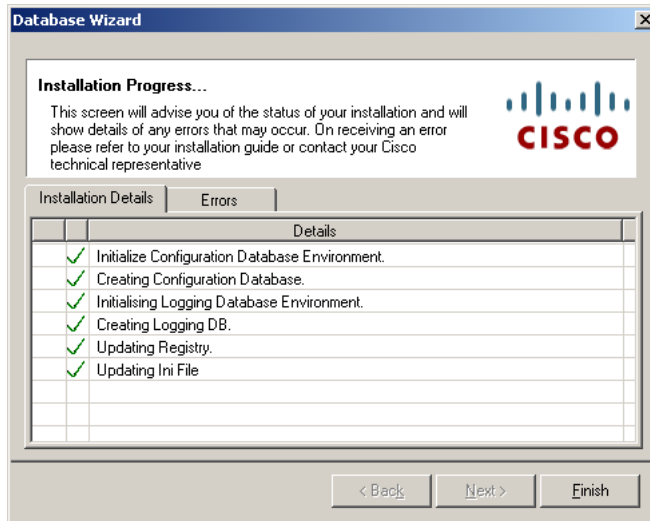 Database Wizard
Installation Progress...
This screen will advise you of the status of your installation and will
show details of any errors that may occur. On receiving an error
please refer to your installation guide or contact your Cisco
technical representative
CISCO
Installation Details
Errors
Details
Initialize Configuration Database Environment.
Creating Configuration Database.
Initialising Logging Database Environment.
Creating Logging DB.
Updating Registry.
Updating Ini File
< Back
Next >
Finish